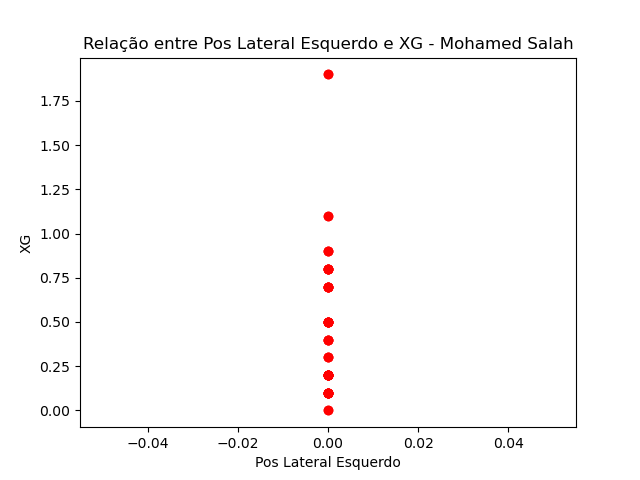 Relação entre Pos Lateral Esquerdo e XG - Mohamed Salah
1.75
1.50
1.25
1.00
0.75
0.50
0.25
0.00
XG
−0.04 −0.02 0.00 0.02 0.04
Pos Lateral Esquerdo